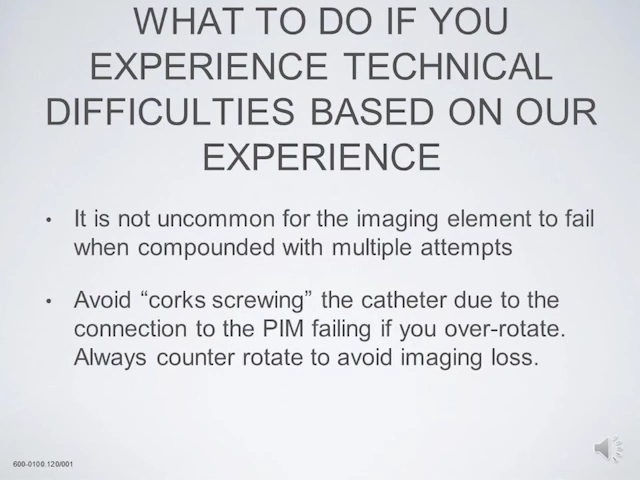 WHAT TO DO IF YOU
EXPERIENCE TECHNICAL
DIFFICULTIES BASED ON OUR
EXPERIENCE
• It is not uncommon for the imaging element to fail
when compounded with multiple attempts
• Avoid “corks screwing” the catheter due to the
connection to the PIM failing if you over-rotate.
Always counter rotate to avoid imaging loss.
600-0100.120/001